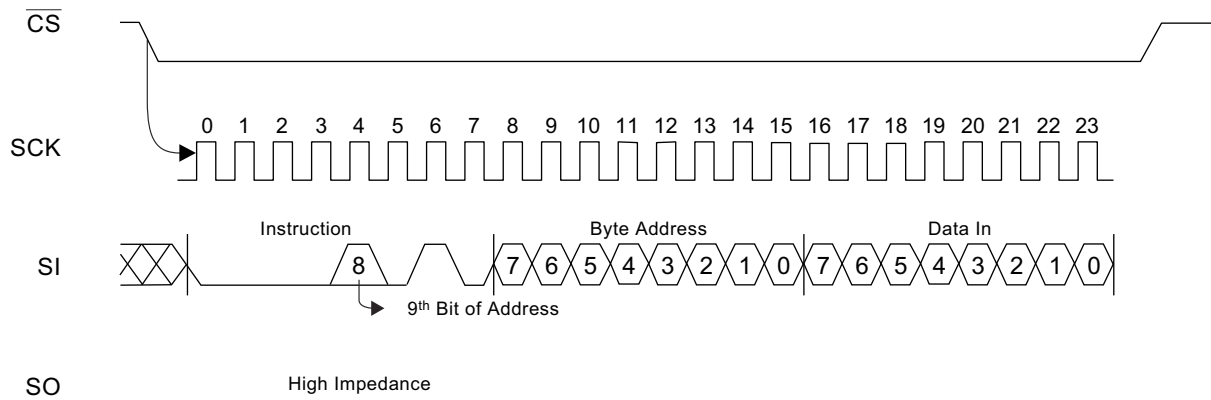 CS
0 1 2 3 4 5 6 7 8 9 10 11 12 13 14 15 16 17 18 19 20 21 22 23
SCK
Instruction Byte Address Data In
SI 8 7 6 5 4 3 2 1 0 7 6 5 4 3 2 1 0
9th Bit of Address
SO High Impedance